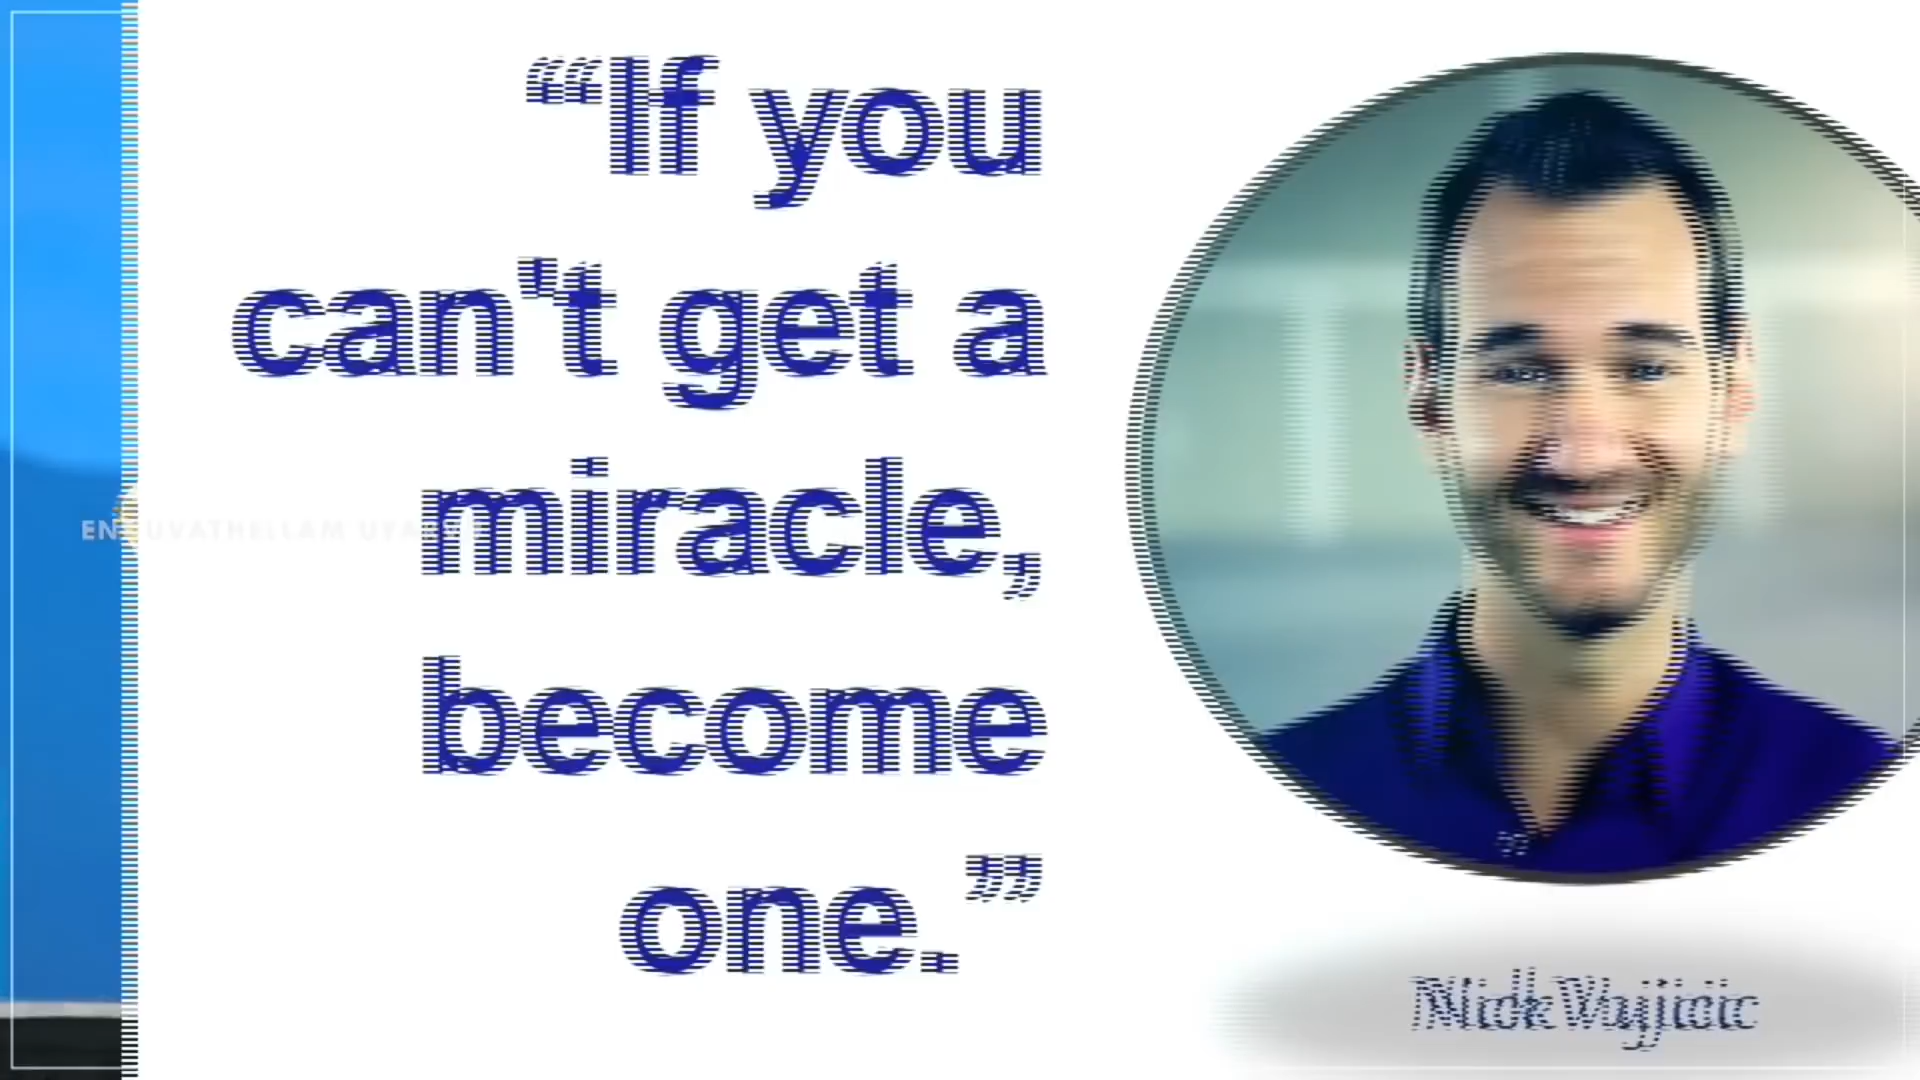 “If you
can't get a
miracle,
become
one.”
Nick Vujicic